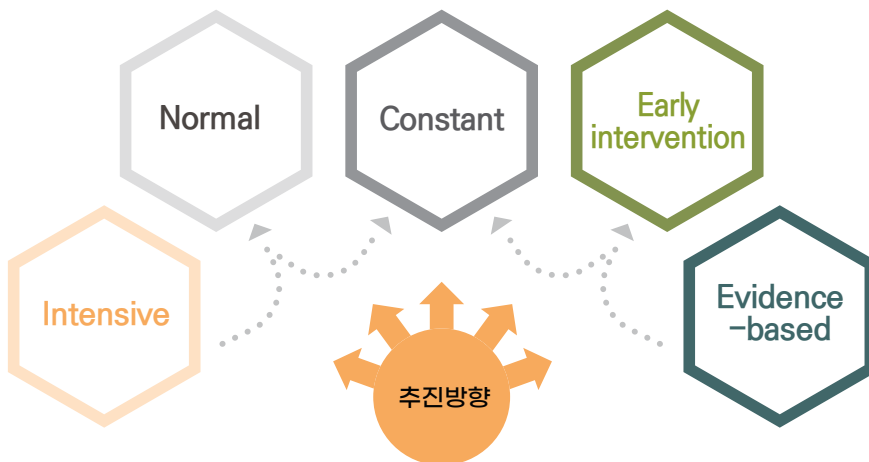 Normal
Constant
Early
intervention
Intensive
Evidence
-based
추진방향